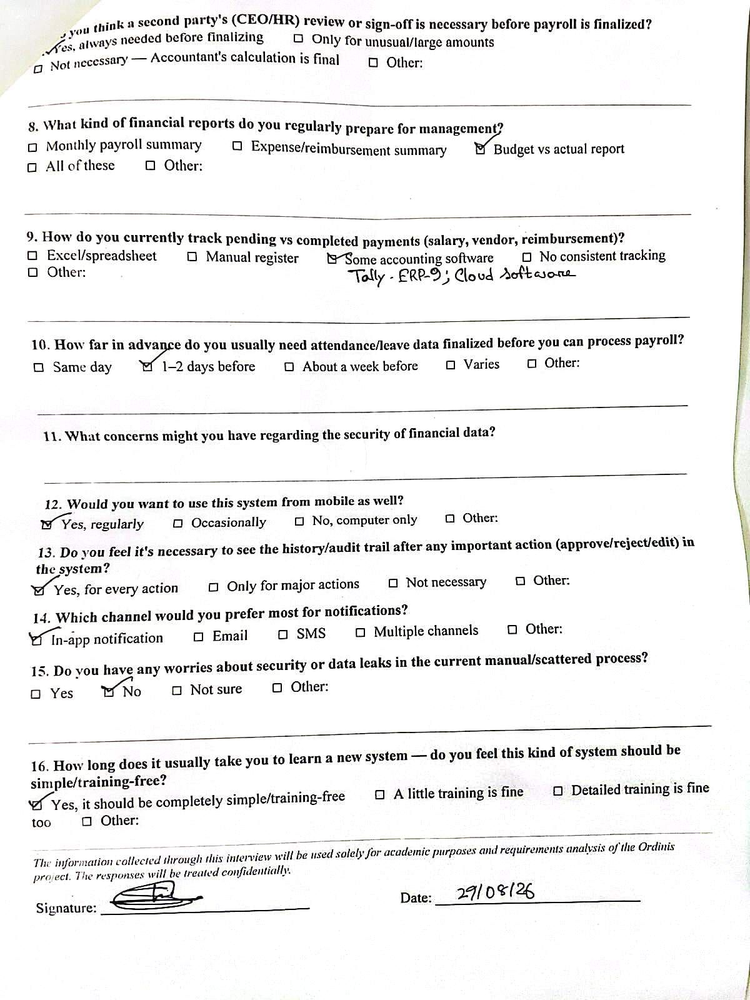 you think a second party's (CEO/HR) review or sign-off is necessary before payroll is finalized?
Yes, always needed before finalizing ☐ Only for unusual/large amounts
☐ Not necessary — Accountant's calculation is final ☐ Other:
8. What kind of financial reports do you regularly prepare for management?
☐ Monthly payroll summary ☐ Expense/reimbursement summary ☑ Budget vs actual report
☐ All of these ☐ Other:
9. How do you currently track pending vs completed payments (salary, vendor, reimbursement)?
☐ Excel/spreadsheet ☐ Manual register ☑ Some accounting software ☐ No consistent tracking
☐ Other: Tally. ERP-9; Cloud Software
10. How far in advance do you usually need attendance/leave data finalized before you can process payroll?
☐ Same day ☑ 1–2 days before ☐ About a week before ☐ Varies ☐ Other:
11. What concerns might you have regarding the security of financial data?
12. Would you want to use this system from mobile as well?
☑ Yes, regularly ☐ Occasionally ☐ No, computer only ☐ Other:
13. Do you feel it's necessary to see the history/audit trail after any important action (approve/reject/edit) in
the system?
☑ Yes, for every action ☐ Only for major actions ☐ Not necessary ☐ Other:
14. Which channel would you prefer most for notifications?
☑ In-app notification ☐ Email ☐ SMS ☐ Multiple channels ☐ Other:
15. Do you have any worries about security or data leaks in the current manual/scattered process?
☐ Yes ☑ No ☐ Not sure ☐ Other:
16. How long does it usually take you to learn a new system — do you feel this kind of system should be
simple/training-free?
☑ Yes, it should be completely simple/training-free ☐ A little training is fine ☐ Detailed training is fine
too ☐ Other:
The information collected through this interview will be used solely for academic purposes and requirements analysis of the Ordinis
project. The responses will be treated confidentially.
Signature: Date: 29/08/26